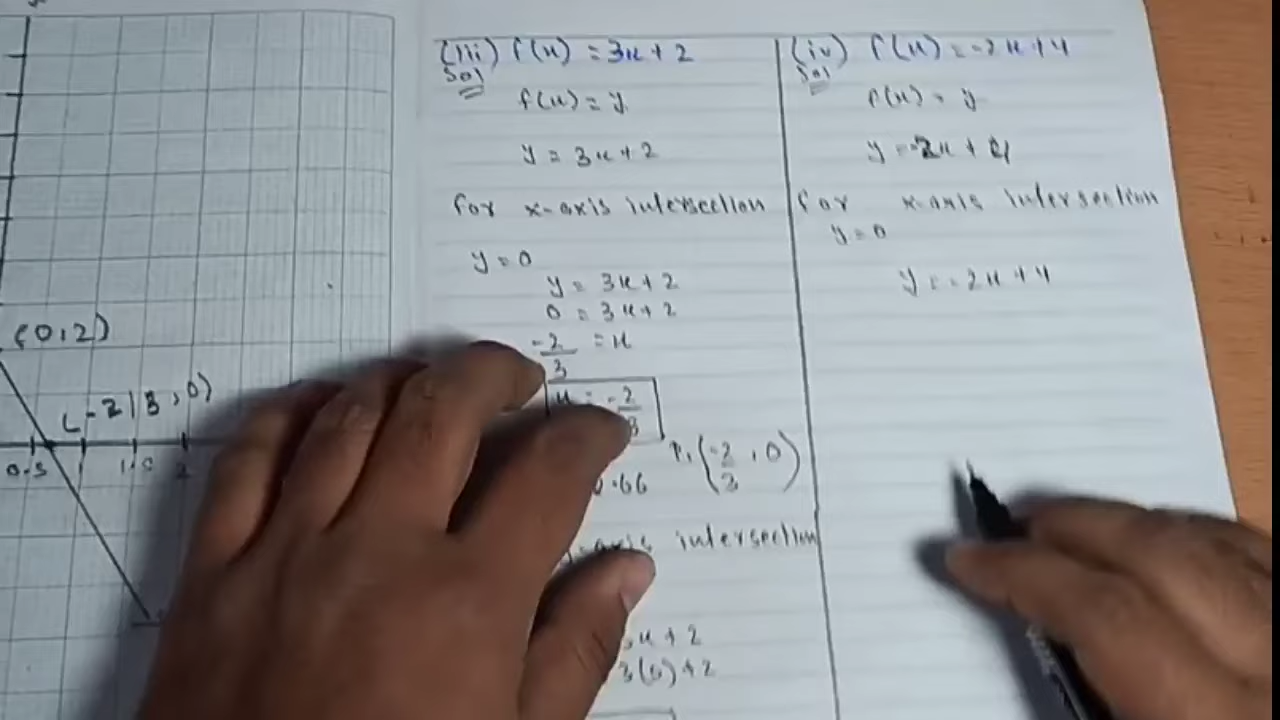 (0,2)
(-2/3,0)
0.5 1 1.5 2
(iii) f(x) = 3x+2
Sol
f(x) = y
y = 3x+2
for x-axis intersection
y=0
y = 3x+2
0 = 3x+2
-2/3 = x
x = -2/3
P1(-2/3, 0)
.66
axis intersection
x+2
3(0)+2
(iv) f(x) = -2x+4
Sol
f(x) = y
y = -2x+4
for x-axis intersection
y=0
y = -2x+4